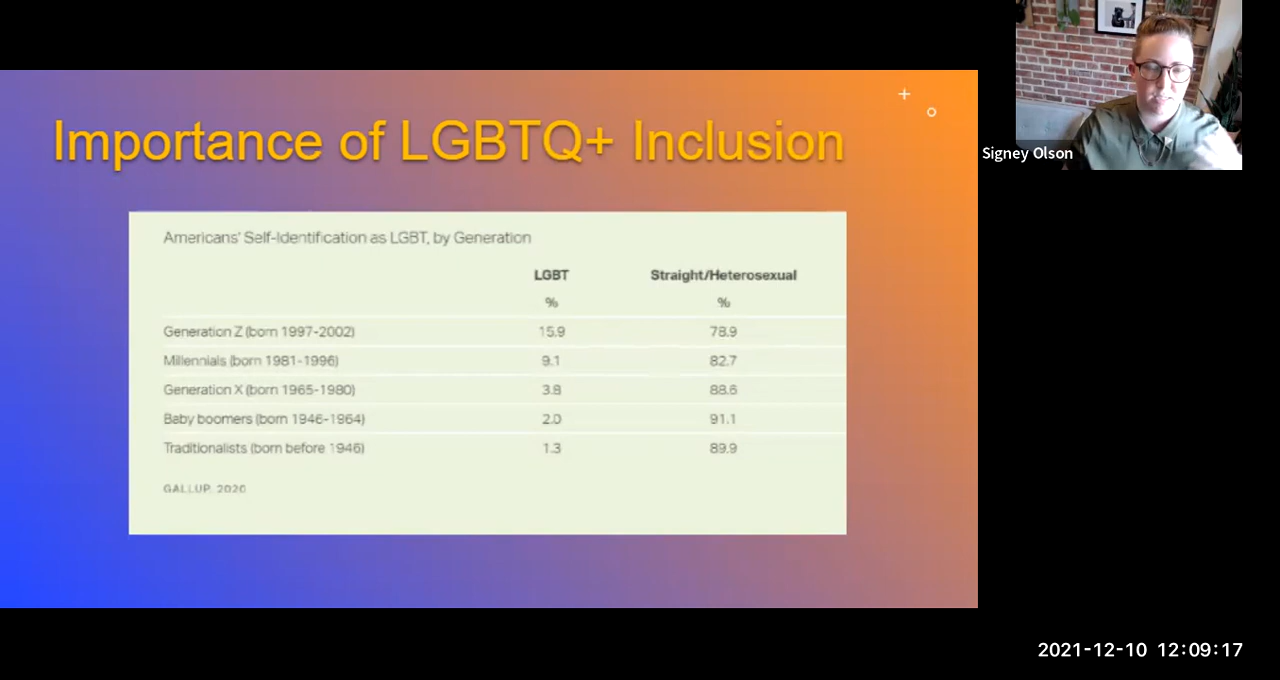 Importance of LGBTQ+ Inclusion
Americans' Self-Identification as LGBT, by Generation
LGBT Straight/Heterosexual
% %
Generation Z (born 1997-2002) 15.9 78.9
Millennials (born 1981-1996) 9.1 82.7
Generation X (born 1965-1980) 3.8 88.6
Baby boomers (born 1946-1964) 2.0 91.1
Traditionalists (born before 1946) 1.3 89.9
GALLUP, 2020
Signey Olson
2021-12-10 12:09:17